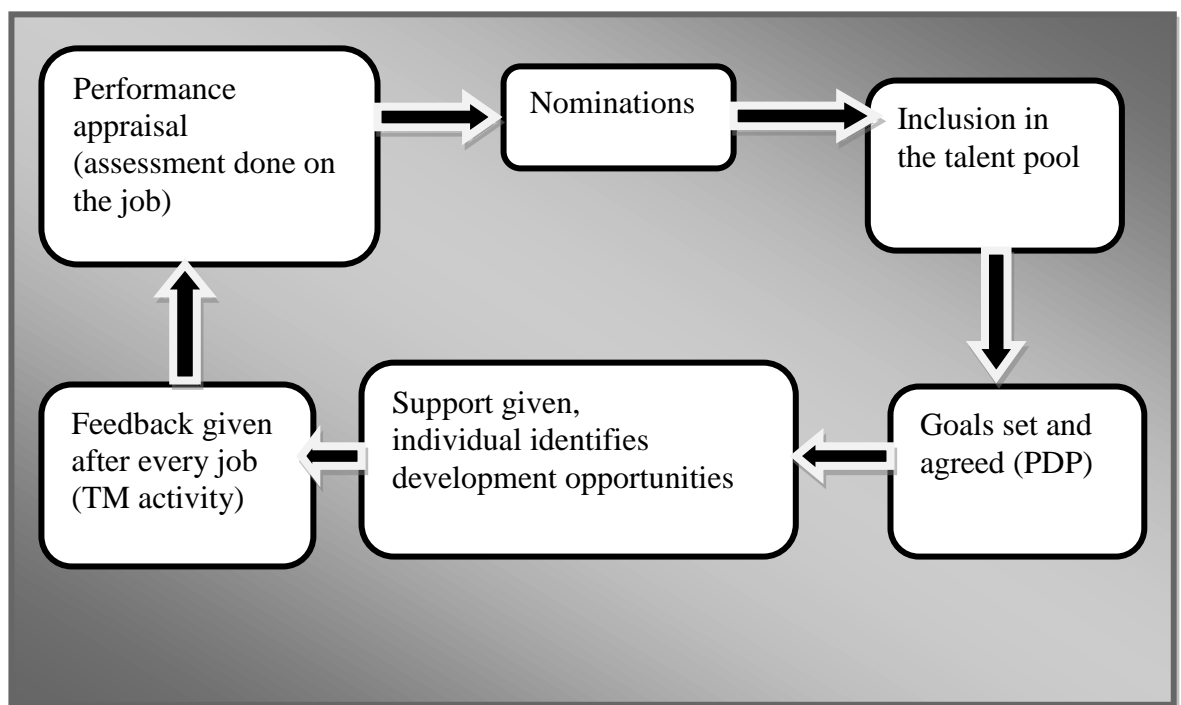 Performance
appraisal
(assessment done on
the job)
Nominations
Inclusion in
the talent pool
Goals set and
agreed (PDP)
Support given,
individual identifies
development opportunities
Feedback given
after every job
(TM activity)